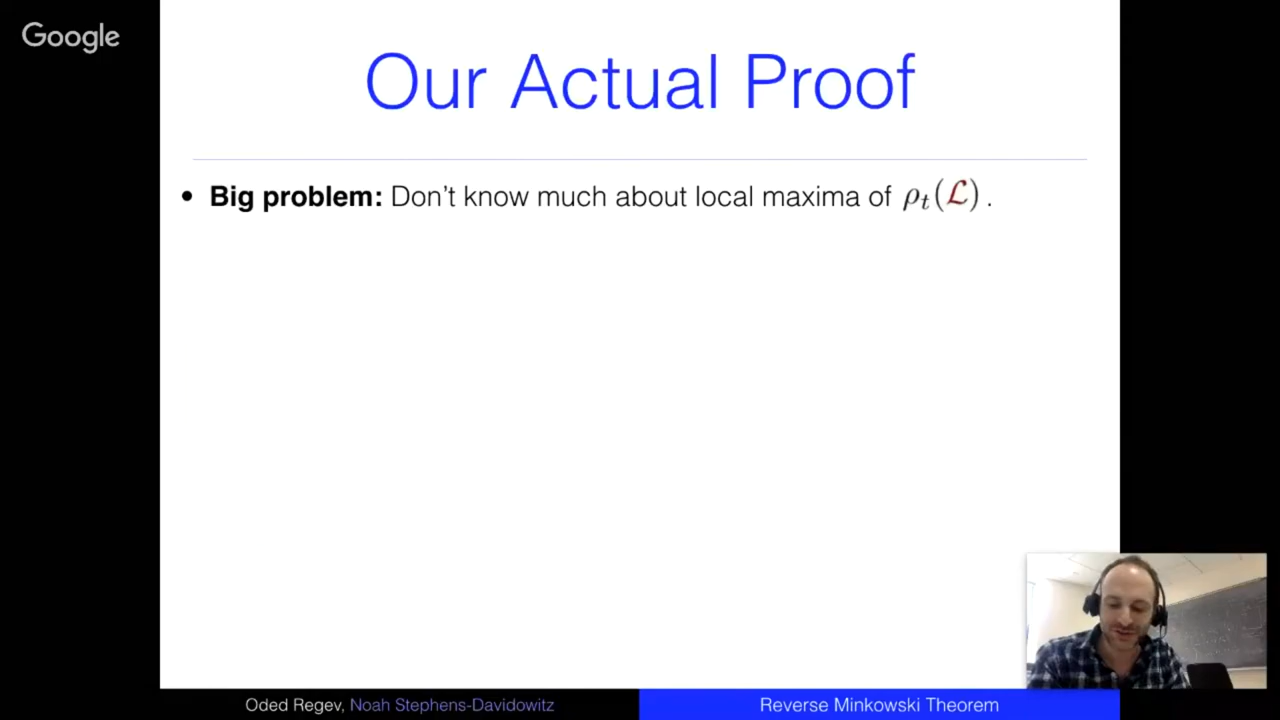 Google
Our Actual Proof
• Big problem: Don’t know much about local maxima of ρₜ(ℒ) .
Oded Regev, Noah Stephens-Davidowitz
Reverse Minkowski Theorem